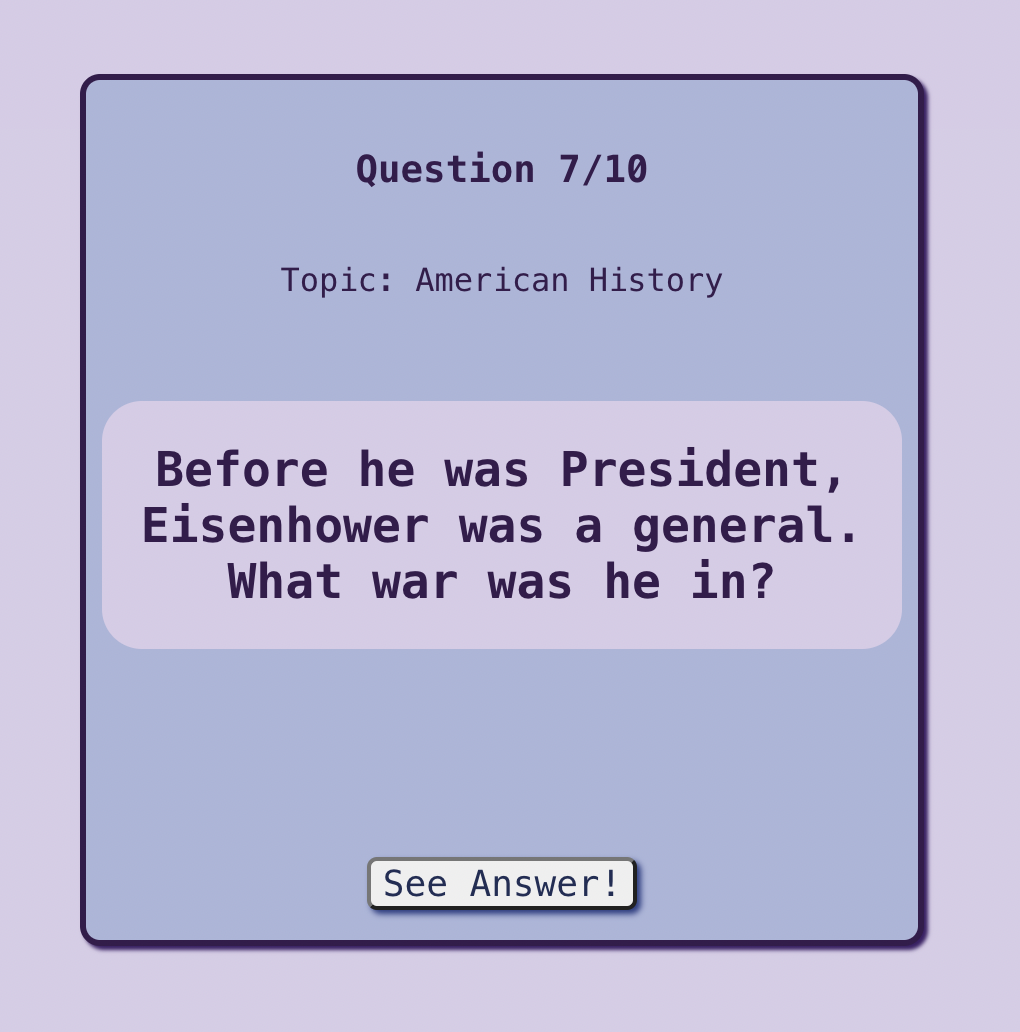 Question 7/10
Topic: American History
Before he was President,
Eisenhower was a general.
What war was he in?
See Answer!